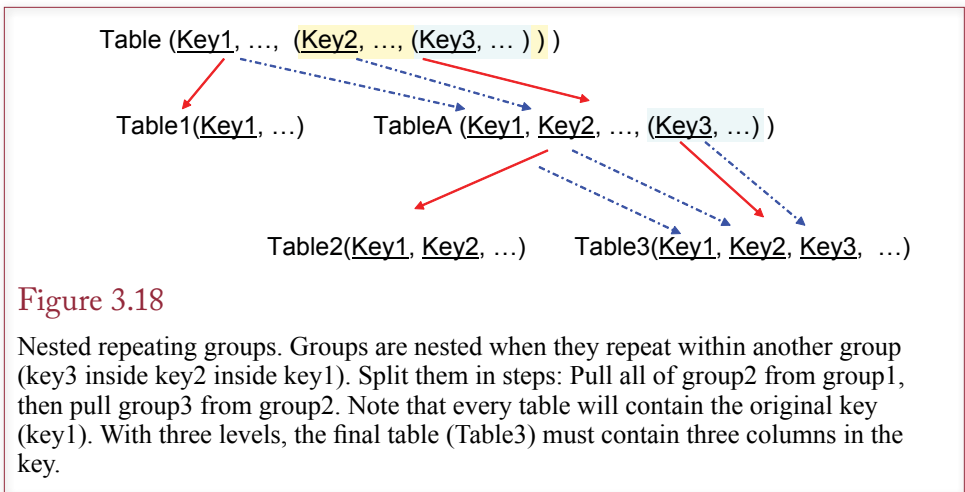 Table (Key1, …, (Key2, …, (Key3, … ) ) )
Table1(Key1, …) TableA (Key1, Key2, …, (Key3, …) )
Table2(Key1, Key2, …) Table3(Key1, Key2, Key3, …)
Figure 3.18
Nested repeating groups. Groups are nested when they repeat within another group
(key3 inside key2 inside key1). Split them in steps: Pull all of group2 from group1,
then pull group3 from group2. Note that every table will contain the original key
(key1). With three levels, the final table (Table3) must contain three columns in the
key.